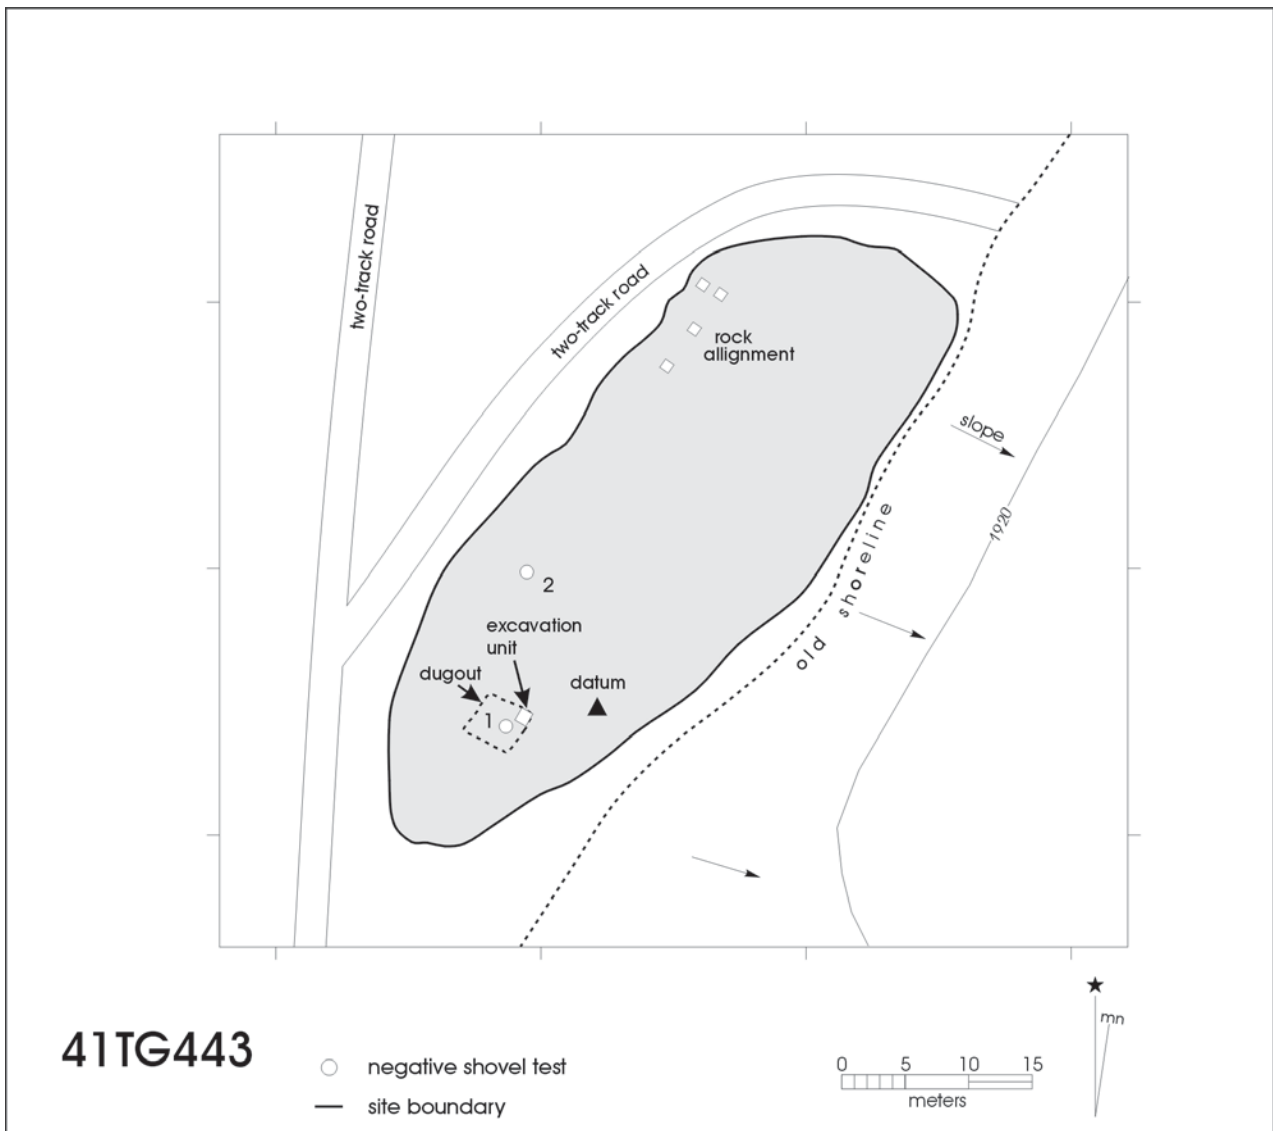 two-track road
two-track road
rock
allignment
slope
1920
old shoreline
2
excavation
unit
dugout
datum
1
mn
41TG443
negative shovel test
site boundary
0 5 10 15
meters